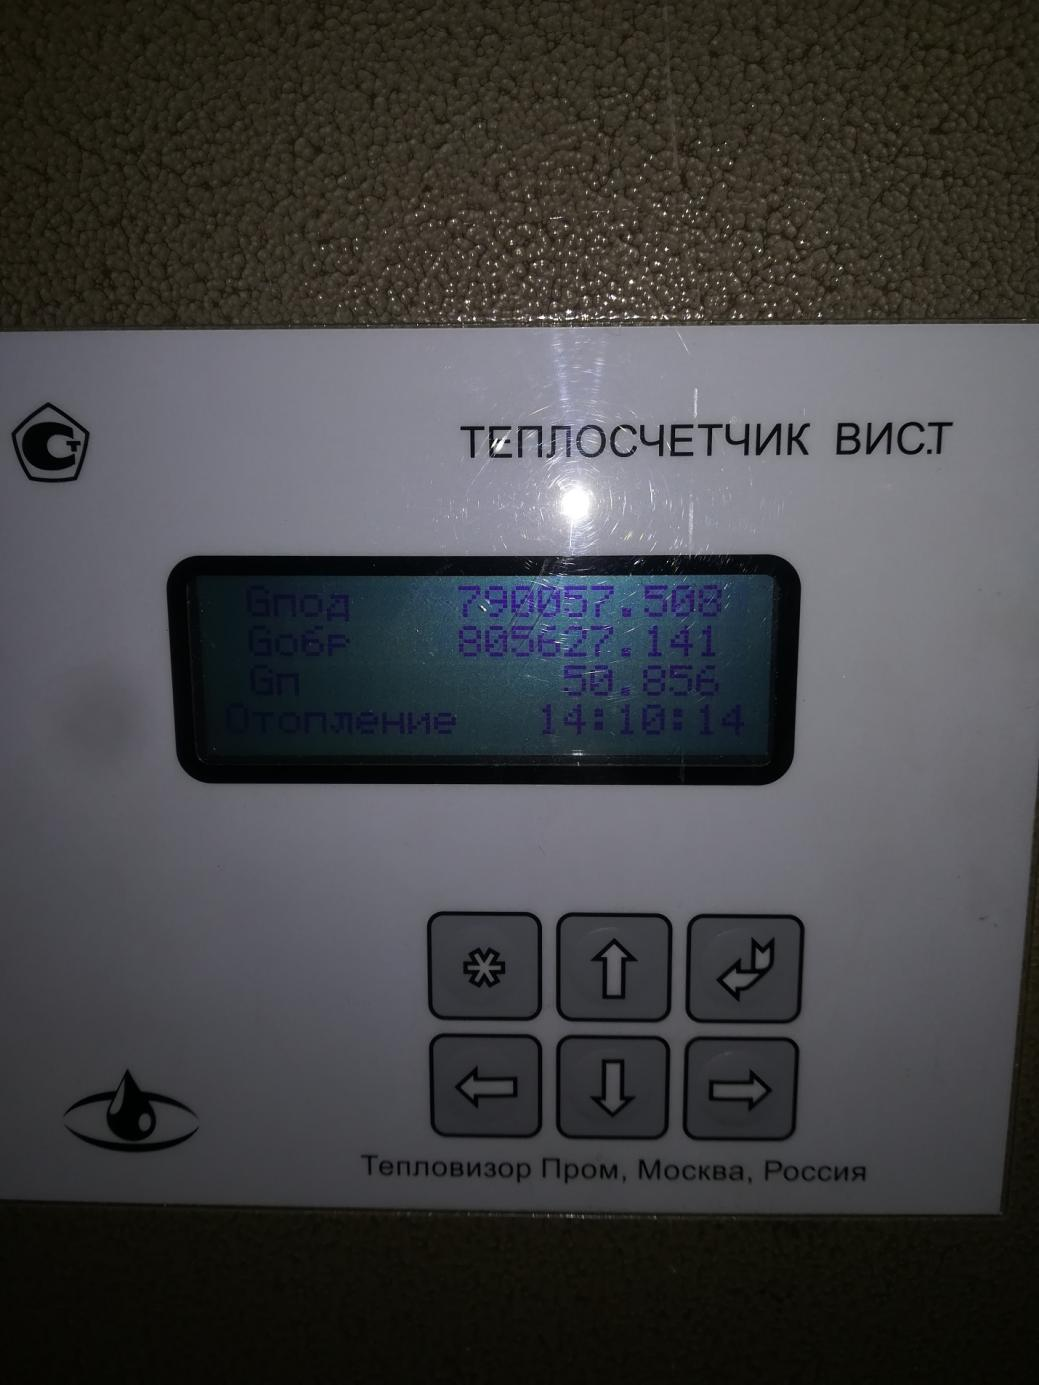 ТЕПЛОСЧЕТЧИК ВИС.Т
Gпод 790057.508
Gобр 805627.141
Gп 50.856
Отопление 14:10:14
Тепловизор Пром, Москва, Россия